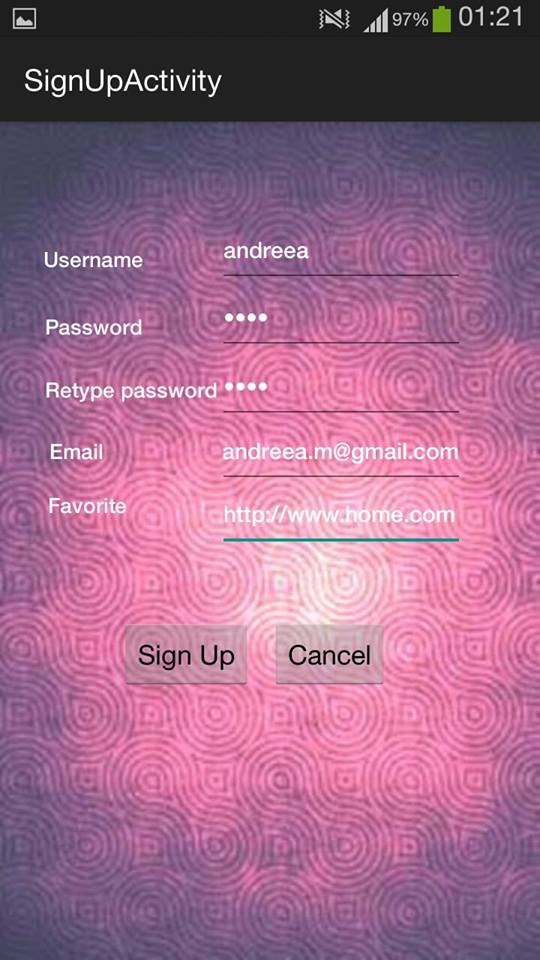 97% 01:21
SignUpActivity
Username andreea
Password ••••
Retype password ••••
Email andreea.m@gmail.com
Favorite http://www.home.com
Sign Up Cancel